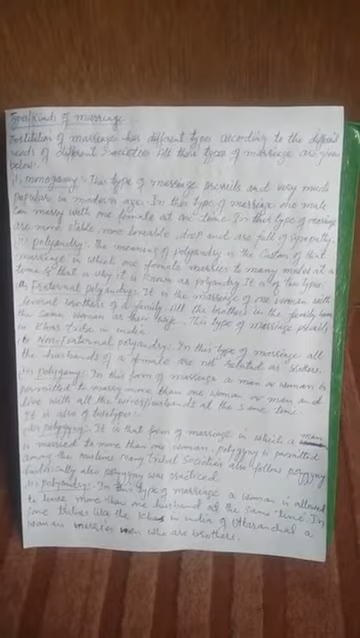 Types/kinds of marriage
Institution of marriage has different types according to the different
needs of different societies. All these types of marriage are given
below:-
monogamy:- This type of marriage prevails and very much
popular in modern age. In this type of marriage one male
can marry with one female at one time. In this type of marriage
are more stable, more loveable, deep and are full of sympathy.
polyandry:- The meaning of polyandry is the custom of that
marriage in which one female marries to many males at a
time so that is why it is known as polyandry. It is of two types:
Fraternal polyandry:- It is the marriage of one woman with
several brothers of a family. All the brothers in the family have
the same woman as their wife. This type of marriage prevails
in Khas tribe in india.
Non-fraternal polyandry:- In this type of marriage all
the husbands of a female are not related as brothers.
polygamy:- In this form of marriage a man or woman is
permitted to marry more than one woman or man and
live with all the wives/husbands at the same time.
It is also of two types:-
polygyny:- It is that form of marriage in which a man
is married to more than one woman. polygyny is permitted
among the muslims many tribal societies also follow polygyny
historically also polygyny was practiced.
polyandry:- In this type of marriage a woman is allowed
to have more than one husband at the same time. In
some tribes like the Khas in india of Uttaranchal a
woman marries men who are brothers.